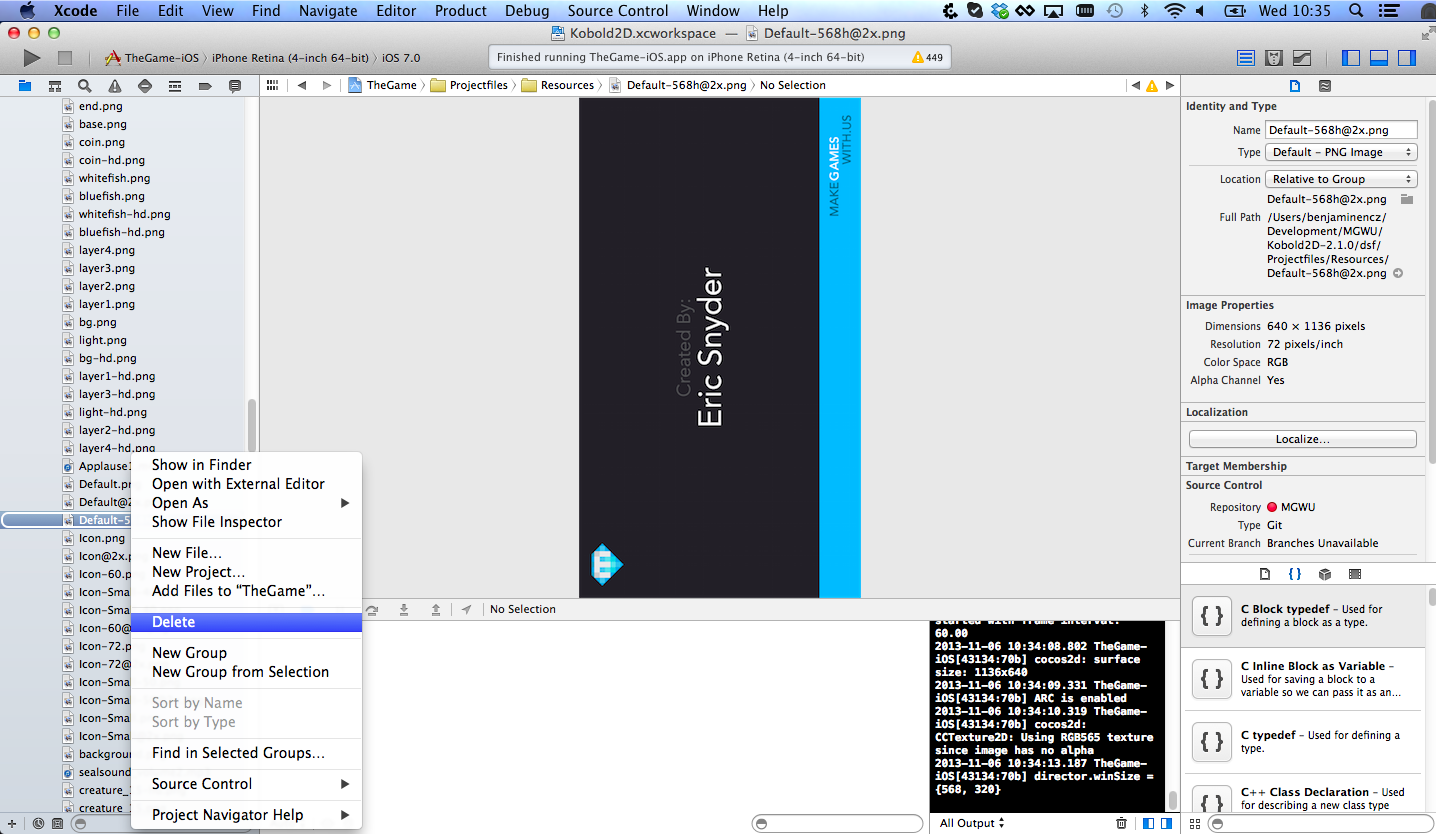 Xcode File Edit View Find Navigate Editor Product Debug Source Control Window Help Wed 10:35
Kobold2D.xcworkspace — Default-568h@2x.png
TheGame-iOS iPhone Retina (4-inch 64-bit) iOS 7.0
Finished running TheGame-iOS.app on iPhone Retina (4-inch 64-bit) 449
TheGame Projectfiles Resources Default-568h@2x.png No Selection
end.png
base.png
coin.png
coin-hd.png
whitefish.png
bluefish.png
whitefish-hd.png
bluefish-hd.png
layer4.png
layer3.png
layer2.png
layer1.png
bg.png
light.png
bg-hd.png
layer1-hd.png
layer3-hd.png
light-hd.png
layer2-hd.png
layer4-hd.png
Applause
Default.pn
Default@2
Default-5
Icon.png
Icon@2x.p
Icon-60.p
Icon-Sma
Icon-Sma
Icon-60@
Icon-72.p
Icon-72@
Icon-Sma
Icon-Sma
Icon-Sma
Icon-Sma
backgroun
sealsound
creature_
creature_
Show in Finder
Open with External Editor
Open As
Show File Inspector
New File...
New Project...
Add Files to “TheGame”...
Delete
New Group
New Group from Selection
Sort by Name
Sort by Type
Find in Selected Groups...
Source Control
Project Navigator Help
MAKE GAMES
WITH.US
Created By:
Eric Snyder
E
No Selection
started with frame interval:
60.00
2013-11-06 10:34:08.802 TheGame-
iOS[43134:70b] cocos2d: surface
size: 1136x640
2013-11-06 10:34:09.331 TheGame-
iOS[43134:70b] ARC is enabled
2013-11-06 10:34:10.319 TheGame-
iOS[43134:70b] cocos2d:
CCTexture2D: Using RGB565 texture
since image has no alpha
2013-11-06 10:34:13.187 TheGame-
iOS[43134:70b] director.winSize =
{568, 320}
All Output
Identity and Type
Name Default-568h@2x.png
Type Default - PNG Image
Location Relative to Group
Default-568h@2x.png
Full Path /Users/benjaminencz/
Development/MGWU/
Kobold2D-2.1.0/dsf/
Projectfiles/Resources/
Default-568h@2x.png
Image Properties
Dimensions 640 × 1136 pixels
Resolution 72 pixels/inch
Color Space RGB
Alpha Channel Yes
Localization
Localize...
Target Membership
Source Control
Repository MGWU
Type Git
Current Branch Branches Unavailable
{ } C Block typedef - Used for
defining a block as a type.
{ } C Inline Block as Variable -
Used for saving a block to a
variable so we can pass it as an...
{ } C typedef - Used for defining a
type.
{ } C++ Class Declaration - Used
for describing a new class type